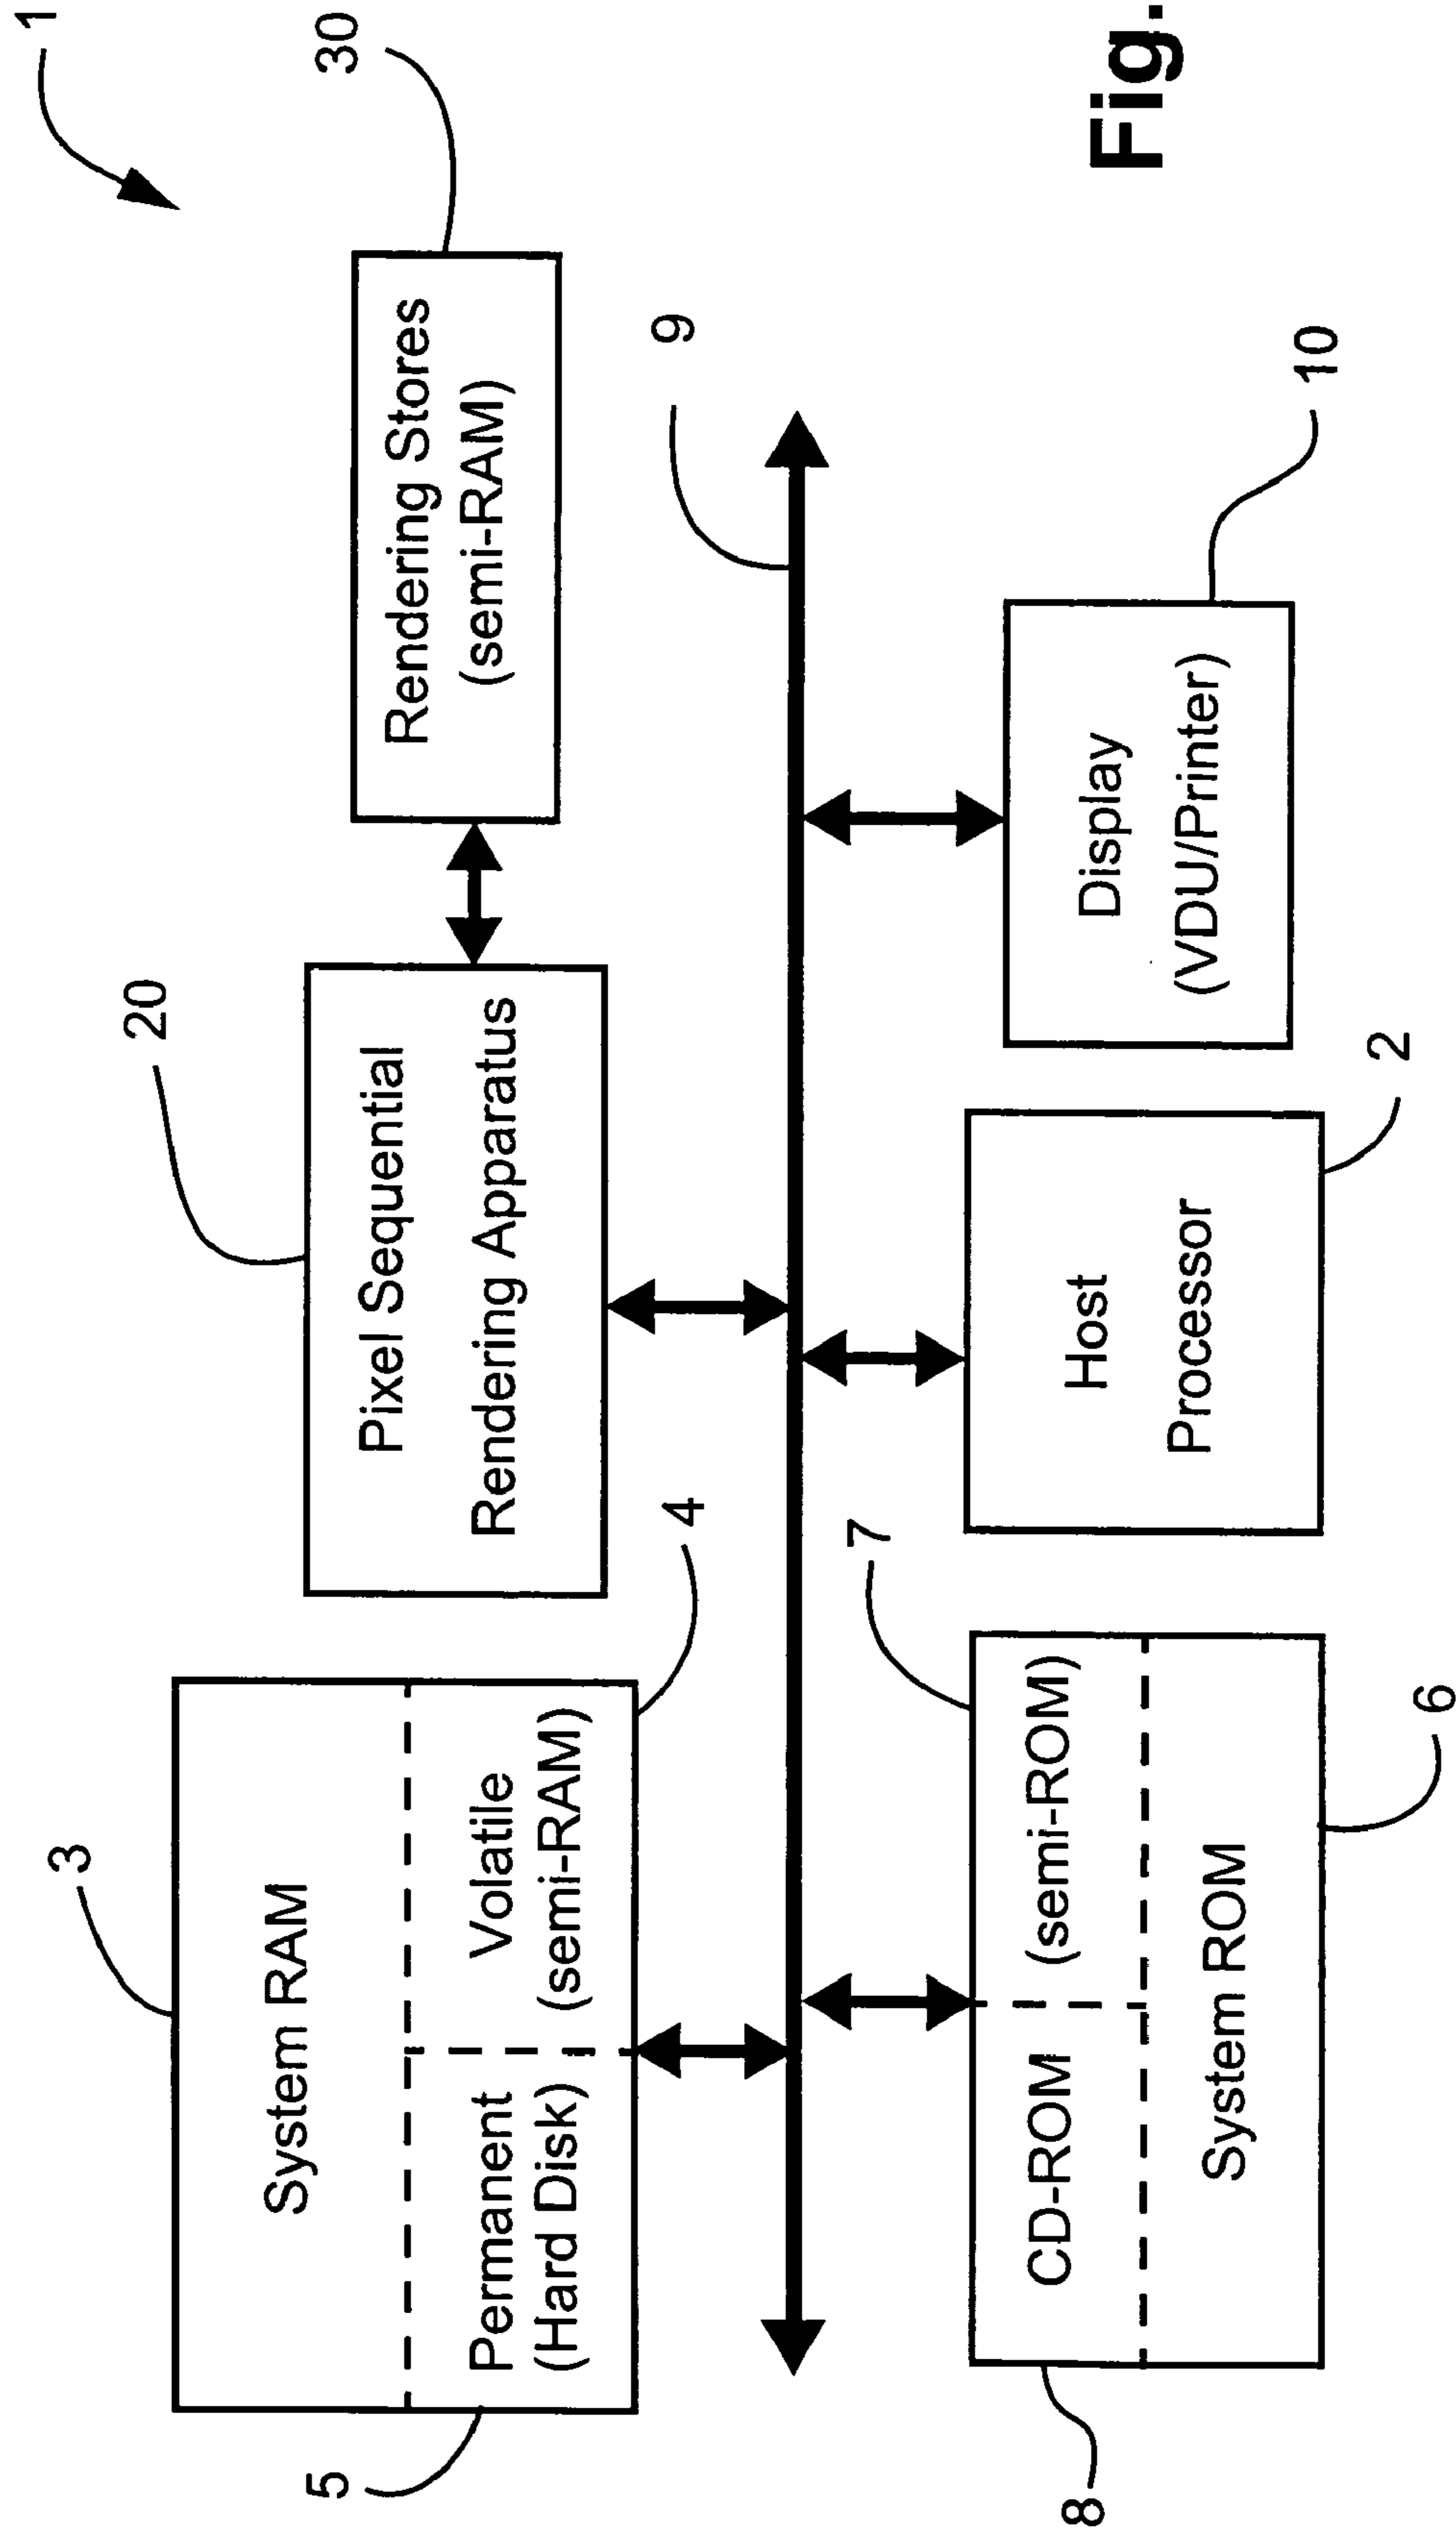 1
30
20
3
Rendering Stores
(semi-RAM)
Pixel Sequential
Rendering Apparatus
System RAM
Permanent
(Hard Disk)
Volatile
(semi-RAM)
5
4
9
7
CD-ROM
(semi-ROM)
System ROM
8
6
Host
Processor
2
Display
(VDU/Printer)
10
Fig.